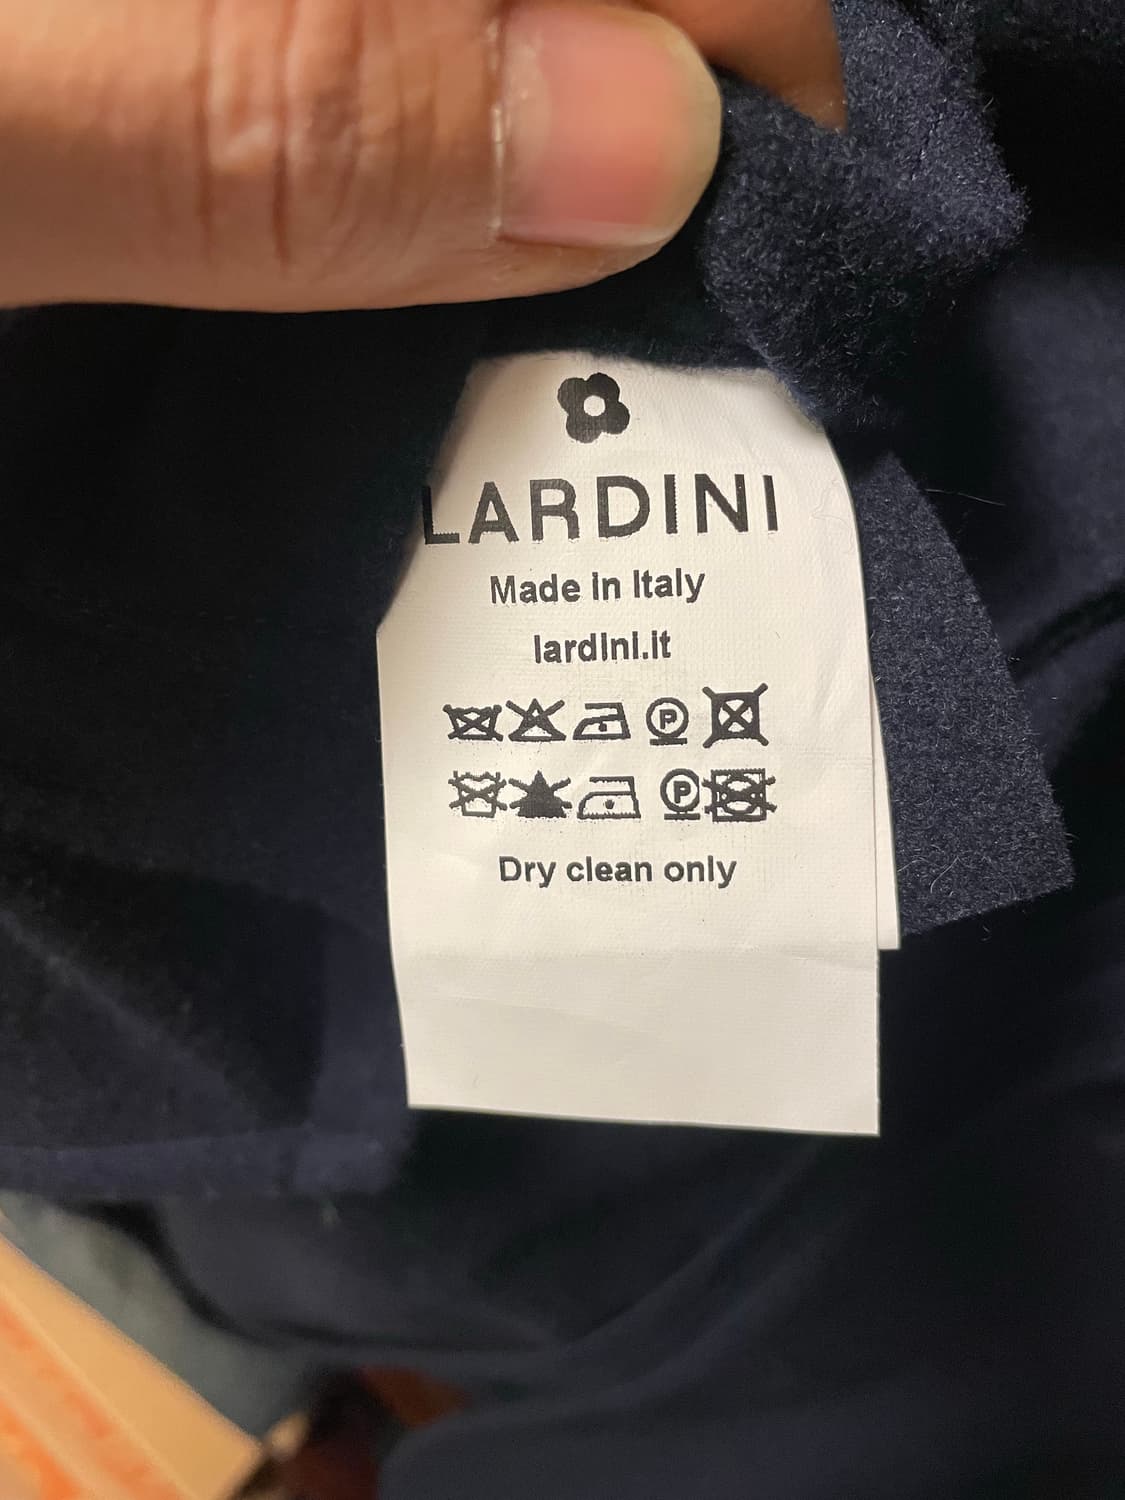 LARDINI
Made in Italy
lardini.it
P
P
Dry clean only